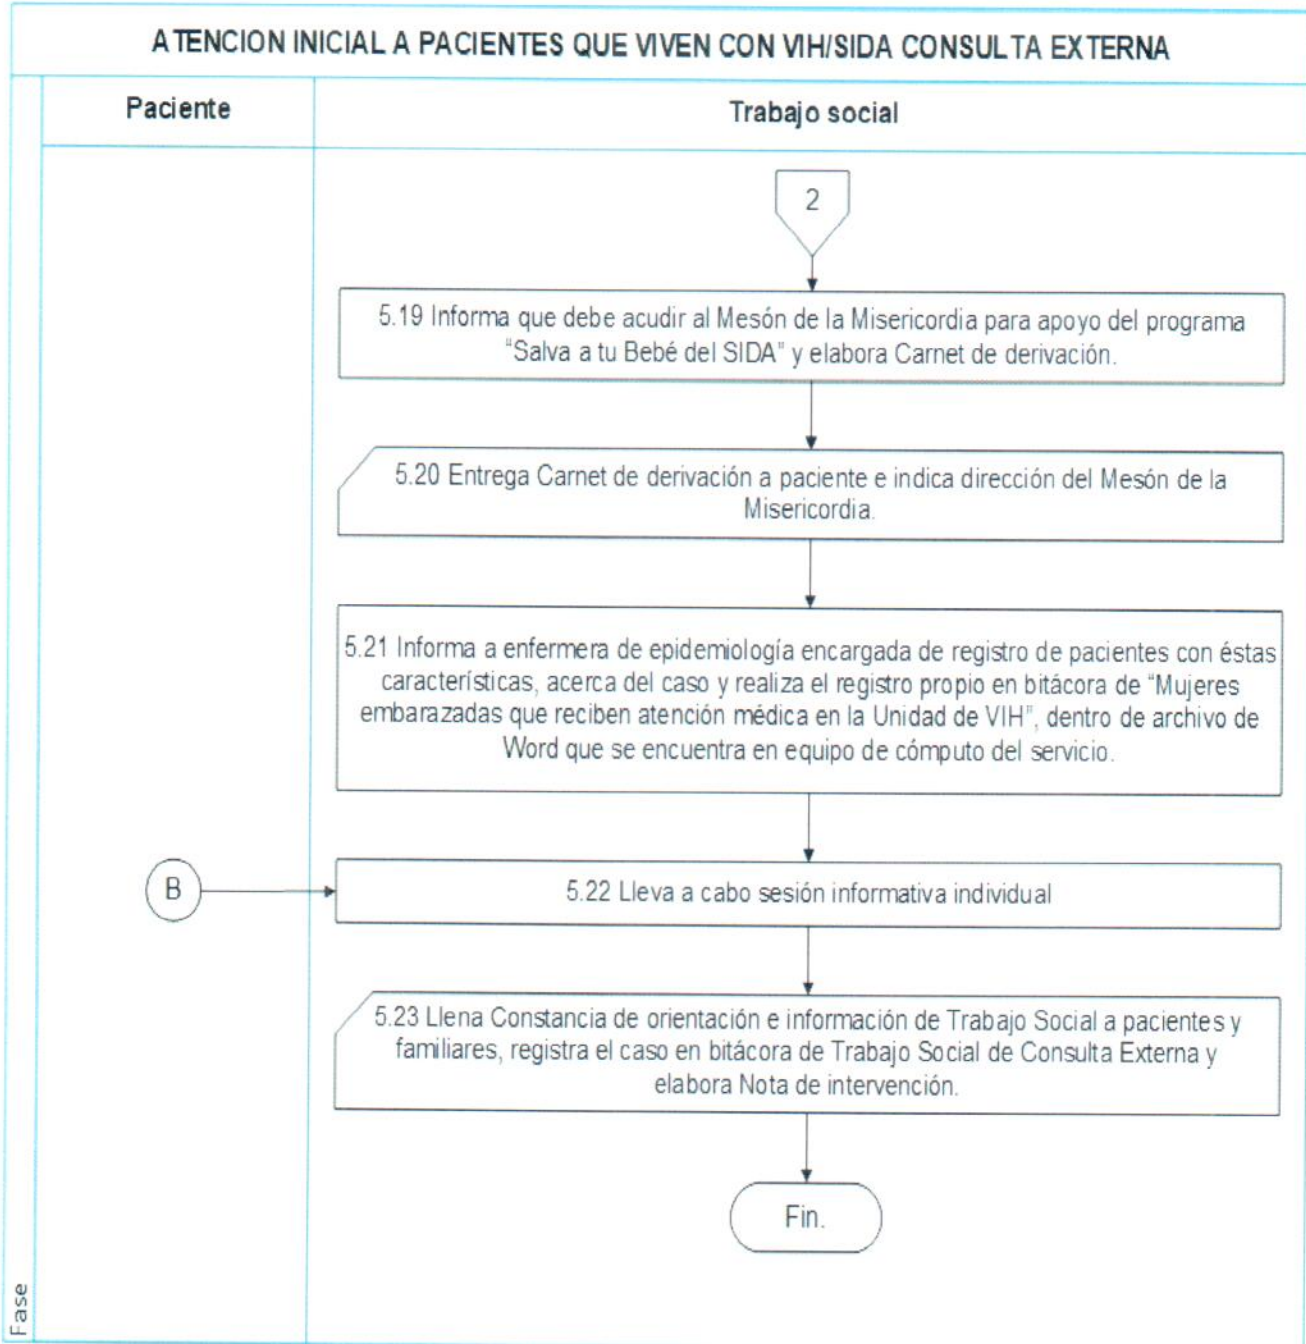 ATENCION INICIAL A PACIENTES QUE VIVEN CON VIH/SIDA CONSULTA EXTERNA
Paciente
Trabajo social
2
5.19 Informa que debe acudir al Mesón de la Misericordia para apoyo del programa
“Salva a tu Bebé del SIDA” y elabora Carnet de derivación.
5.20 Entrega Carnet de derivación a paciente e indica dirección del Mesón de la
Misericordia.
5.21 Informa a enfermera de epidemiología encargada de registro de pacientes con éstas
características, acerca del caso y realiza el registro propio en bitácora de “Mujeres
embarazadas que reciben atención médica en la Unidad de VIH”, dentro de archivo de
Word que se encuentra en equipo de cómputo del servicio.
B
5.22 Lleva a cabo sesión informativa individual
5.23 Llena Constancia de orientación e información de Trabajo Social a pacientes y
familiares, registra el caso en bitácora de Trabajo Social de Consulta Externa y
elabora Nota de intervención.
Fin.
Fase